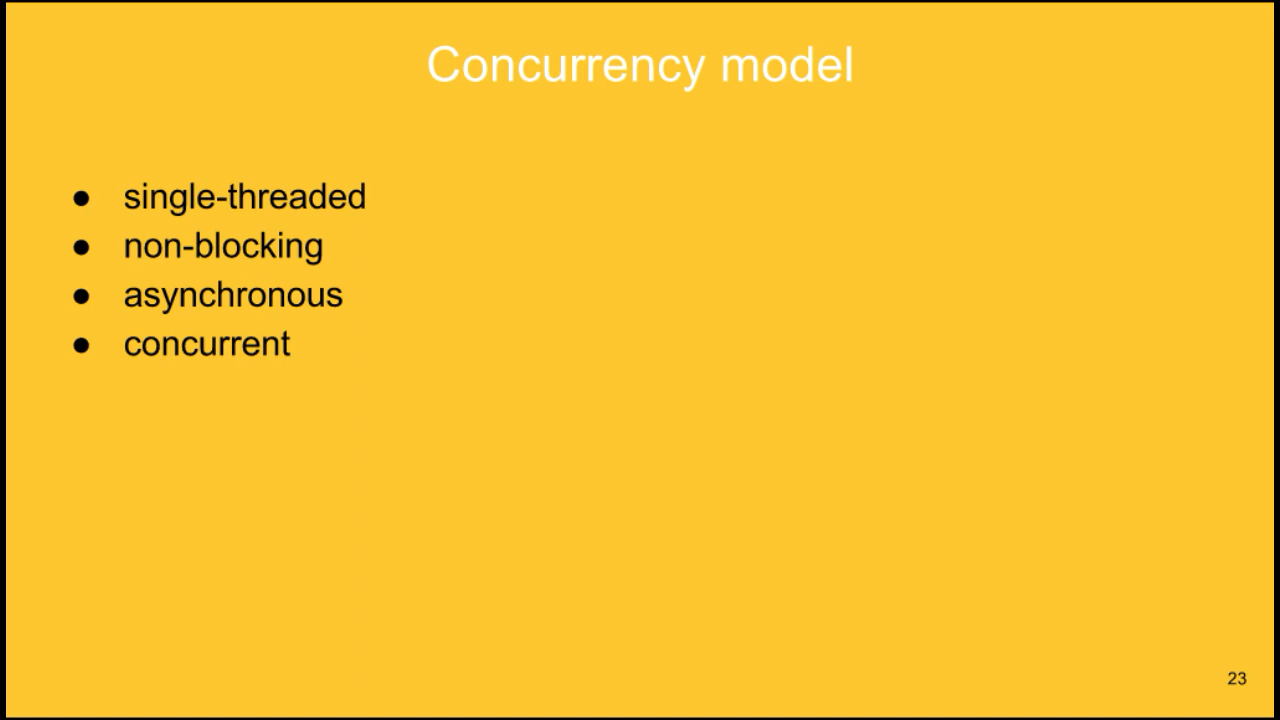 Concurrency model
● single-threaded
● non-blocking
● asynchronous
● concurrent
23